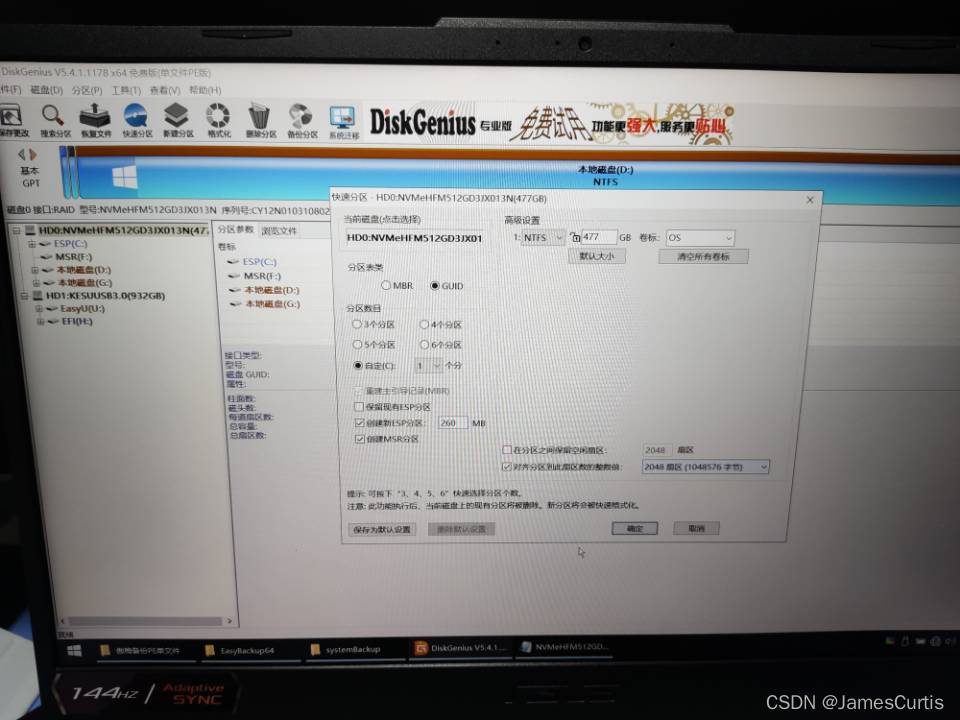 DiskGenius V5.4.1.1178 x64 免费版(单文件PE版)
件(F) 磁盘(D) 分区(P) 工具(T) 查看(V) 帮助(H)
保存更改 搜索分区 恢复文件 快速分区 新建分区 格式化 删除分区 备份分区 系统迁移
DiskGenius 专业版 免费试用 功能更强大,服务更贴心
基本
GPT
本地磁盘(D:)
NTFS
磁盘0 接口:RAID 型号:NVMeHFM512GD3JX013N 序列号:CY12N010310802
HD0:NVMeHFM512GD3JX013N(477
ESP(C:)
MSR(F:)
本地磁盘(D:)
本地磁盘(G:)
HD1:KESUUSB3.0(932GB)
EasyU(U:)
EFI(H:)
分区参数 浏览文件
卷标
ESP(C:)
MSR(F:)
本地磁盘(D:)
本地磁盘(G:)
接口类型:
型号:
磁盘 GUID:
属性:
柱面数:
磁头数:
每道扇区数:
总容量:
总扇区数:
快速分区 - HD0:NVMeHFM512GD3JX013N(477GB)
当前磁盘(点击选择)
HD0:NVMeHFM512GD3JX01
分区表类
MBR GUID
分区数目
3个分区 4个分区
5个分区 6个分区
自定(C): 1 个分
重建主引导记录(MBR)
保留现有ESP分区
创建新ESP分区: 260 MB
创建MSR分区
高级设置
1: NTFS 477 GB 卷标: OS
默认大小 清空所有卷标
在分区之间保留空闲扇区: 2048 扇区
对齐分区到此扇区数的整数倍: 2048 扇区 (1048576 字节)
提示: 可按下“3、4、5、6”快速选择分区个数。
注意: 此功能执行后、当前磁盘上的现有分区将被删除。新分区将会被快速格式化。
保存为默认设置 删除默认设置 确定 取消
就绪
傲梅备份PE单文件 EasyBackup64 systemBackup DiskGenius V5.4.1.... NVMeHFM512GD...
144HZ / Adaptive SYNC
CSDN @JamesCurtis